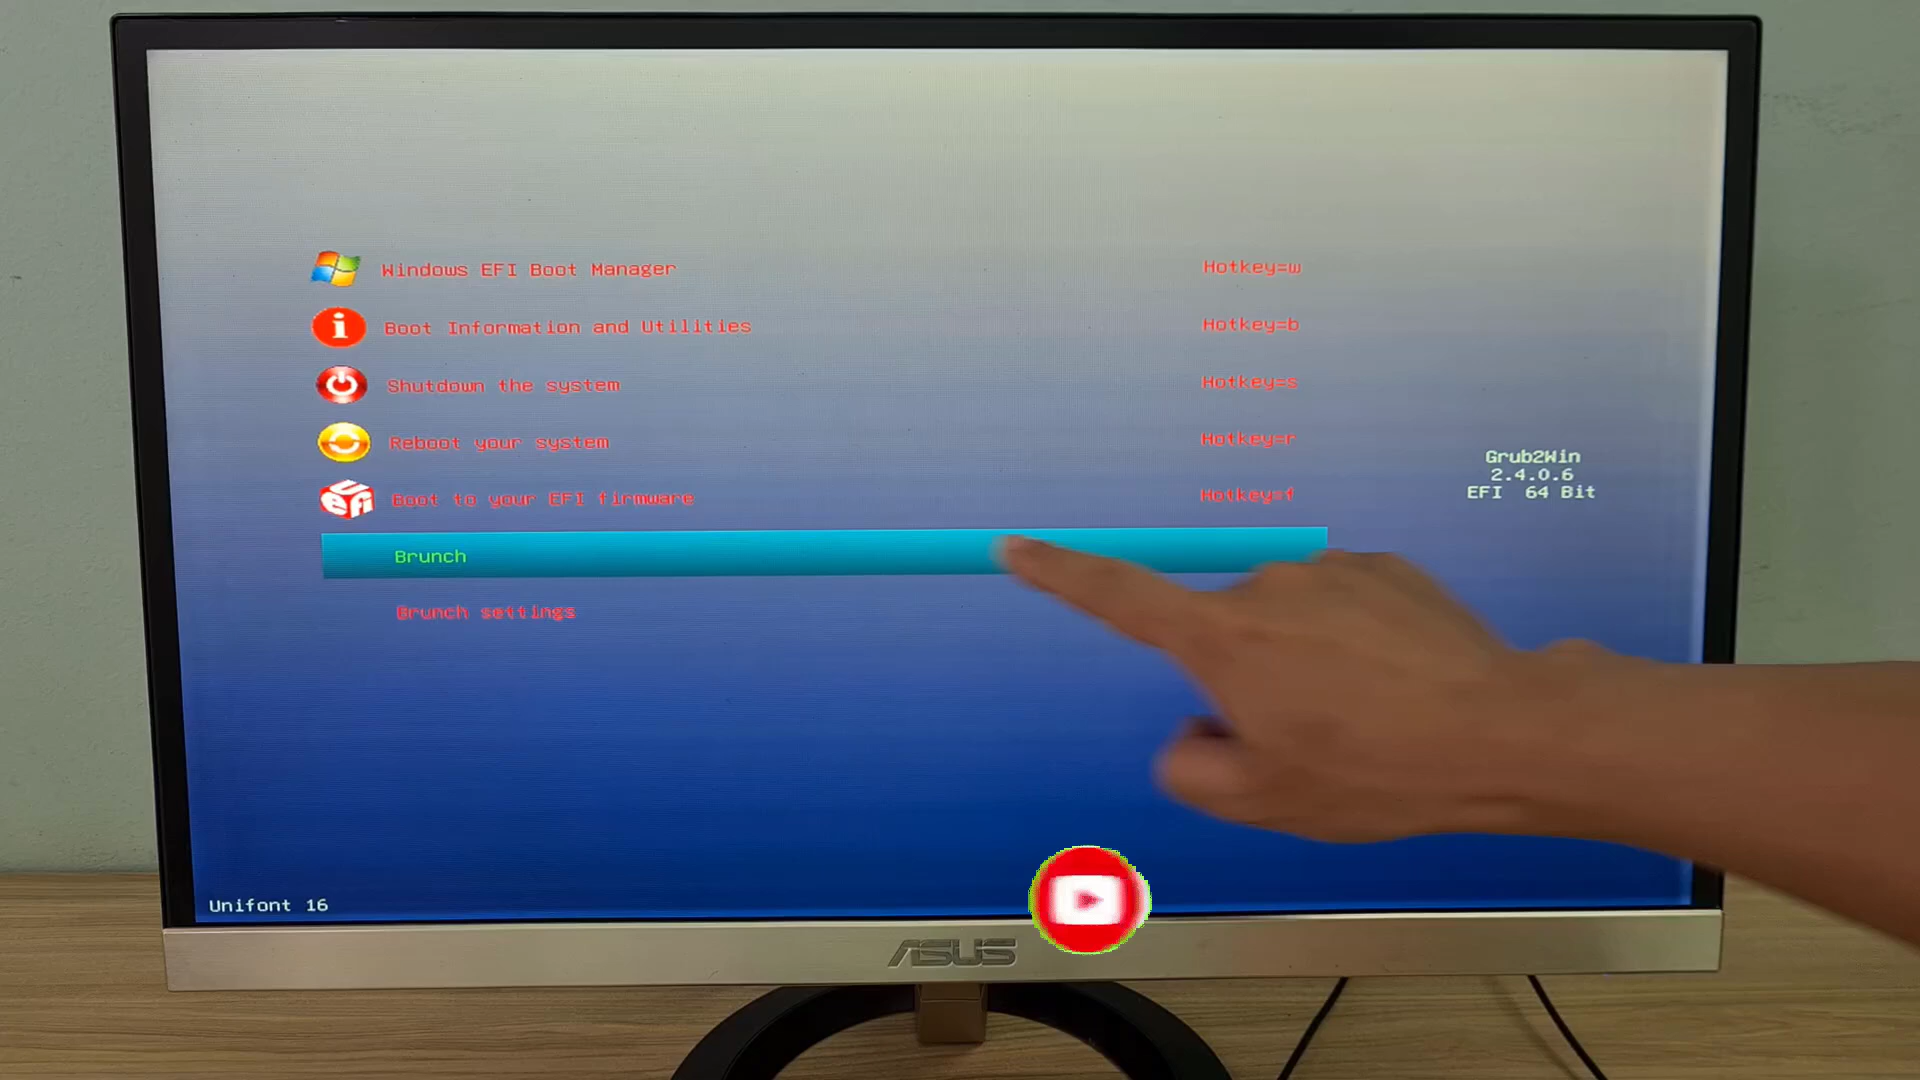 Windows EFI Boot Manager Hotkey=w
Boot Information and Utilities Hotkey=b
Shutdown the system Hotkey=s
Reboot your system Hotkey=r
Boot to your EFI firmware Hotkey=f
Brunch
Brunch settings
Grub2Win
2.4.0.6
EFI 64 Bit
Unifont 16
ASUS